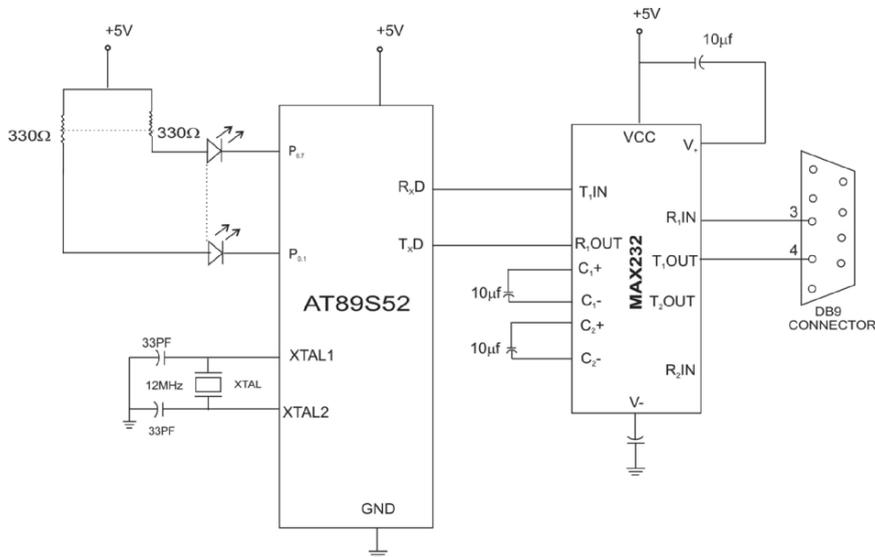 +5V
+5V
+5V
10µf
330Ω
330Ω
P0.7
P0.1
RXD
TXD
AT89S52
XTAL1
XTAL2
GND
33PF
12MHz
XTAL
33PF
VCC
V+
T1IN
R1OUT
C1+
C1-
C2+
C2-
10µf
10µf
MAX232
R1IN
T1OUT
T2OUT
R2IN
V-
3
4
DB9
CONNECTOR